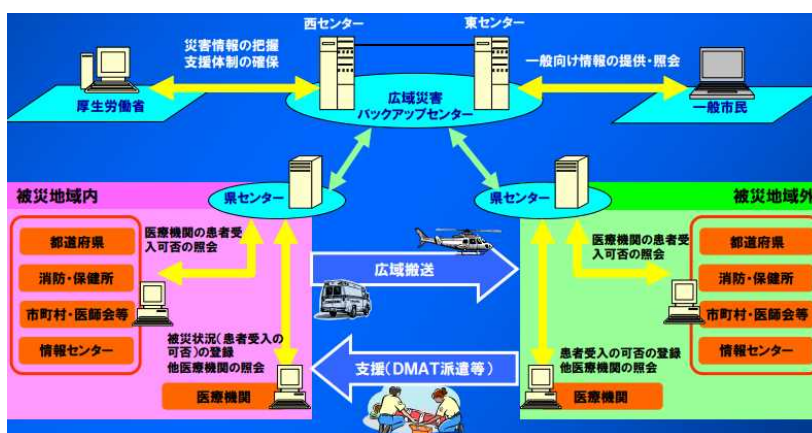 西センター
東センター
災害情報の把握
支援体制の確保
一般向け情報の提供・照会
厚生労働省
広域災害
バックアップセンター
一般市民
県センター
県センター
被災地域内
被災地域外
都道府県
消防・保健所
市町村・医師会等
情報センター
医療機関の患者受
入可否の照会
広域搬送
医療機関の患者受
入可否の照会
都道府県
消防・保健所
市町村・医師会等
情報センター
被災状況(患者受入の
可否)の登録
他医療機関の照会
医療機関
支援(DMAT派遣等)
患者受入の可否の登録
他医療機関の照会
医療機関